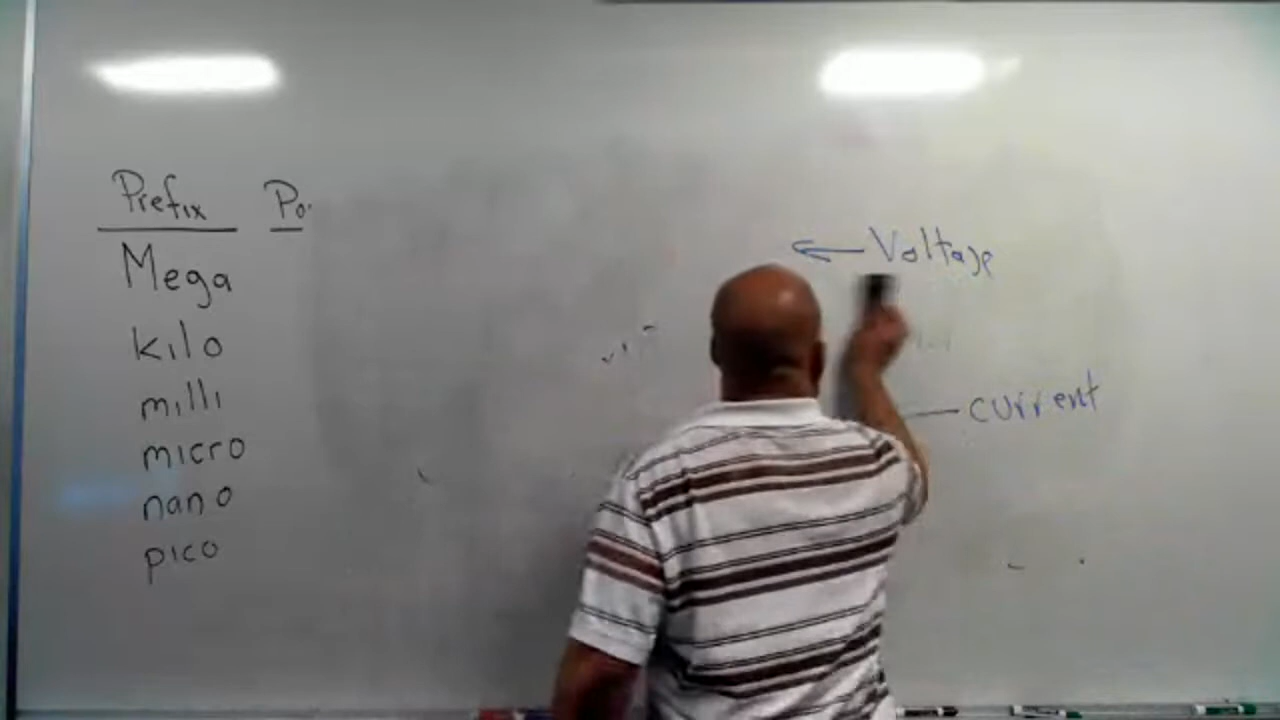 Prefix Po
Mega
kilo
milli
micro
nano
pico
Voltage
current